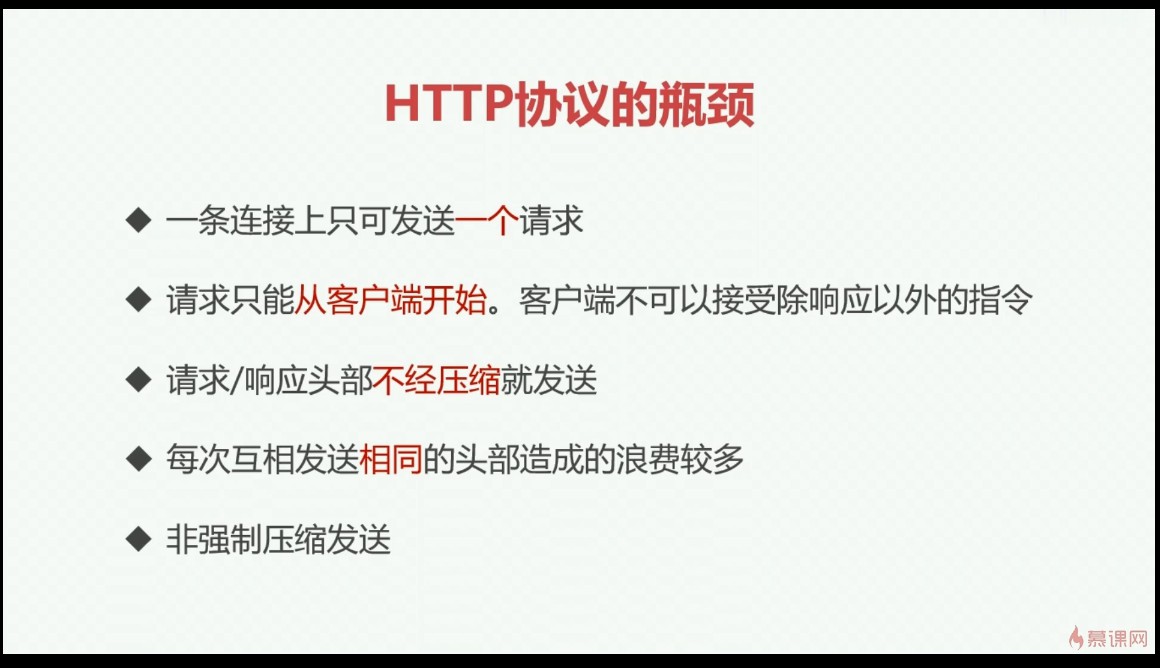 HTTP协议的瓶颈
◆ 一条连接上只可发送一个请求
◆ 请求只能从客户端开始。客户端不可以接受除响应以外的指令
◆ 请求/响应头部不经压缩就发送
◆ 每次互相发送相同的头部造成的浪费较多
◆ 非强制压缩发送
慕课网